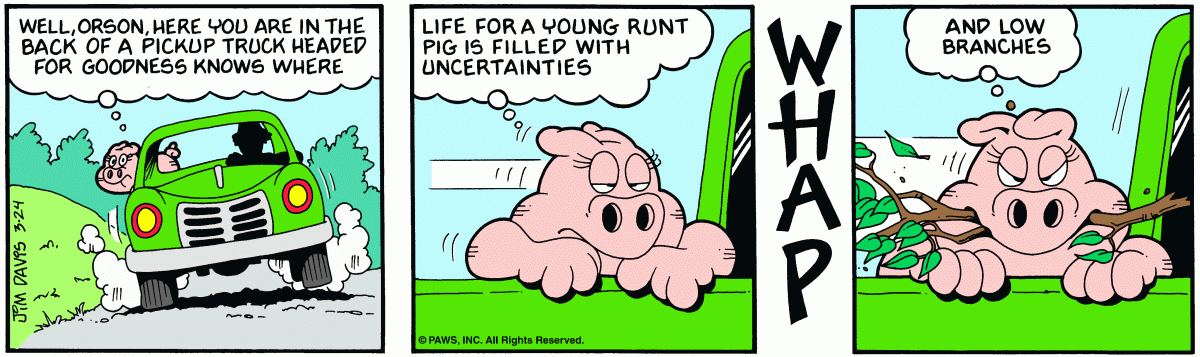 WELL, ORSON, HERE YOU ARE IN THE
BACK OF A PICKUP TRUCK HEADED
FOR GOODNESS KNOWS WHERE
JIM DAVIS 3-24
LIFE FOR A YOUNG RUNT
PIG IS FILLED WITH
UNCERTAINTIES
© PAWS, INC. All Rights Reserved.
WHAP
AND LOW
BRANCHES